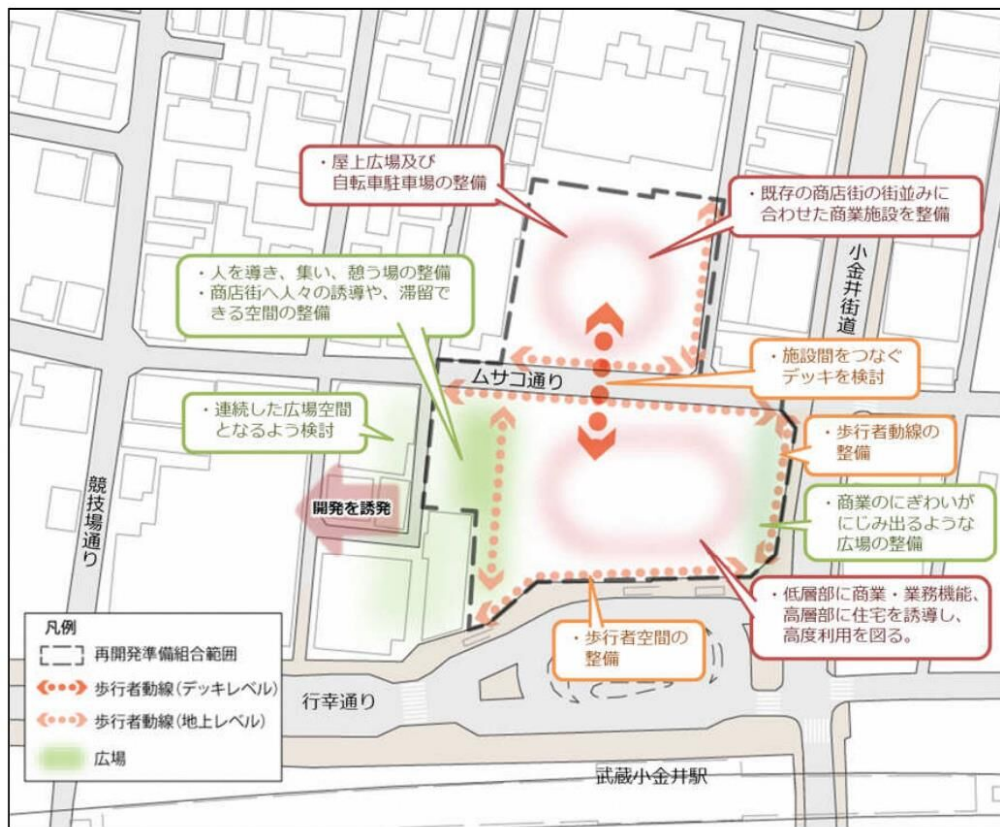 ・屋上広場及び
自転車駐車場の整備
・既存の商店街の街並みに
合わせた商業施設を整備
小金井街道
・人を導き、集い、憩う場の整備
・商店街へ人々の誘導や、滞留で
きる空間の整備
ムサコ通り
・施設間をつなぐ
デッキを検討
・連続した広場空間
となるよう検討
・歩行者動線の
整備
競技場通り
開発を誘発
・商業のにぎわいが
にじみ出るような
広場の整備
・低層部に商業・業務機能、
高層部に住宅を誘導し、
高度利用を図る。
・歩行者空間の
整備
凡例
再開発準備組合範囲
歩行者動線(デッキレベル)
歩行者動線(地上レベル)
広場
行幸通り
武蔵小金井駅